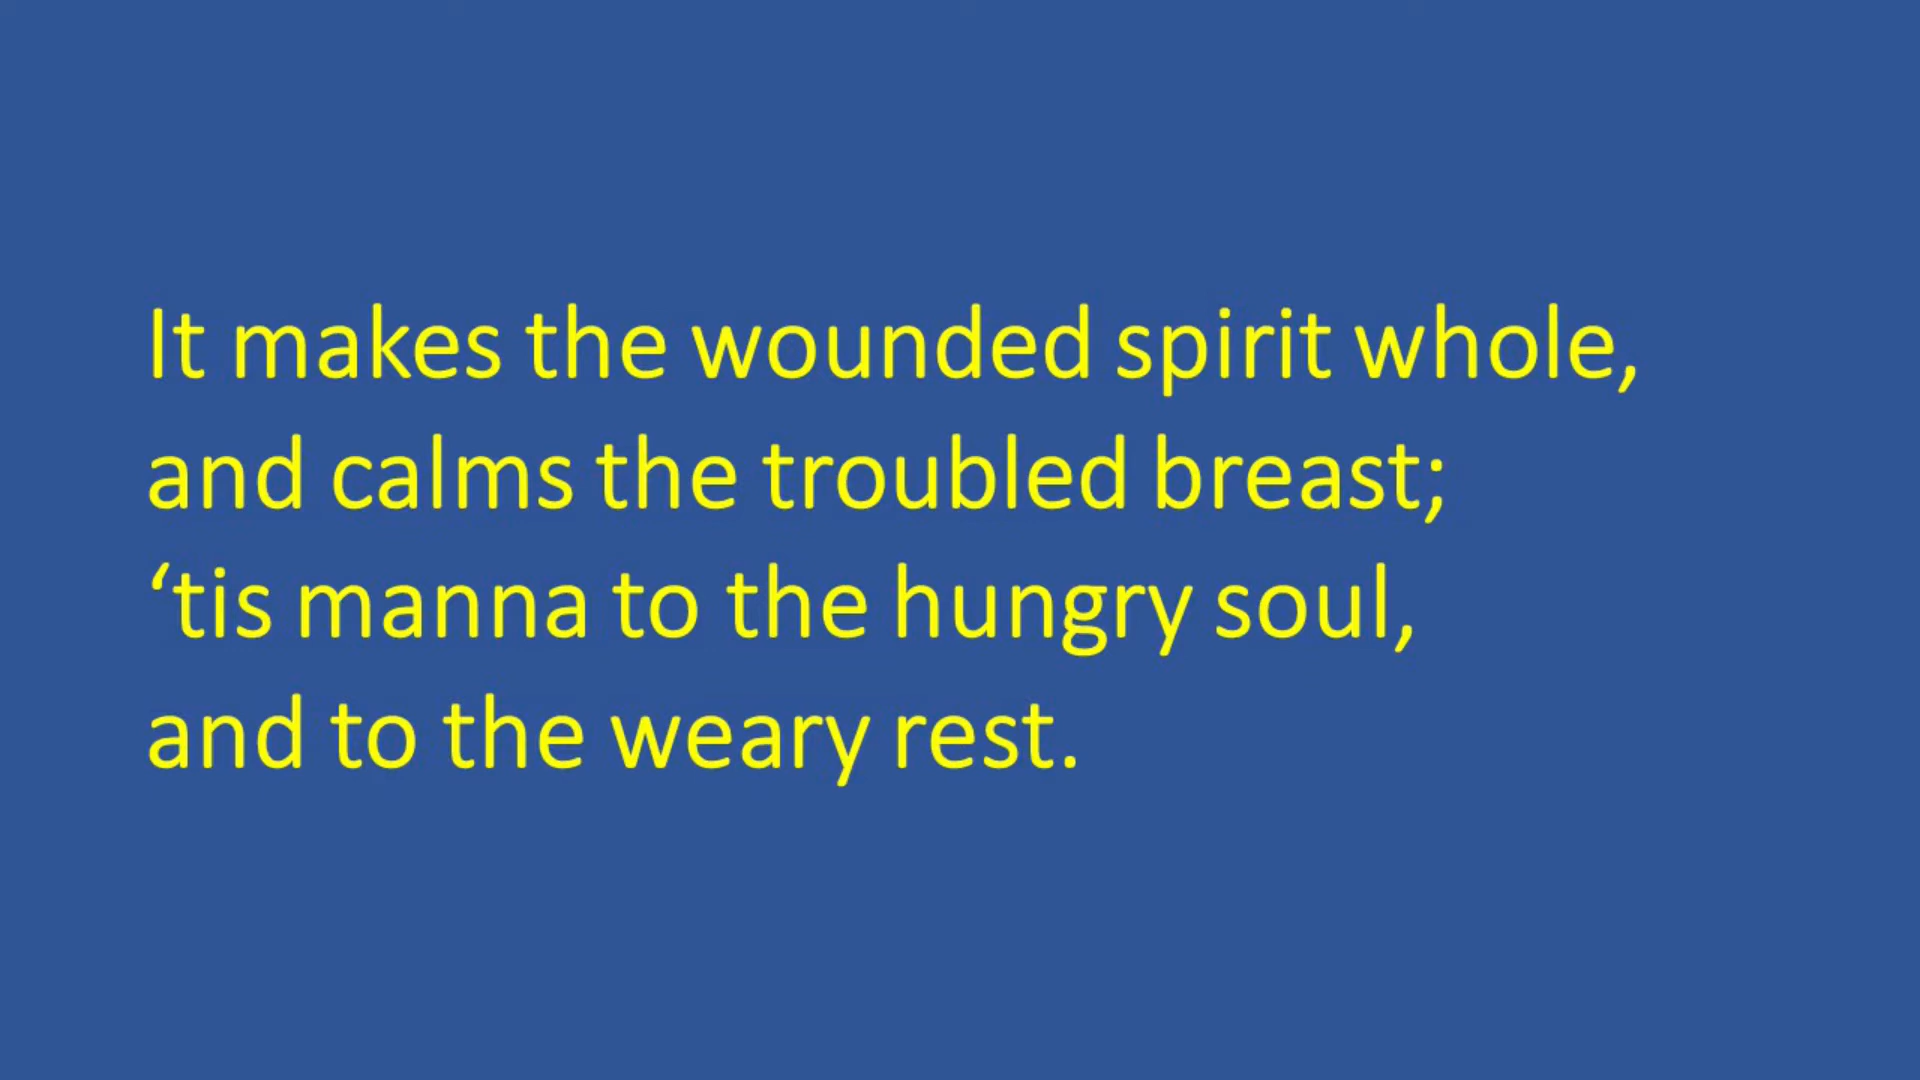 It makes the wounded spirit whole,
and calms the troubled breast;
‘tis manna to the hungry soul,
and to the weary rest.